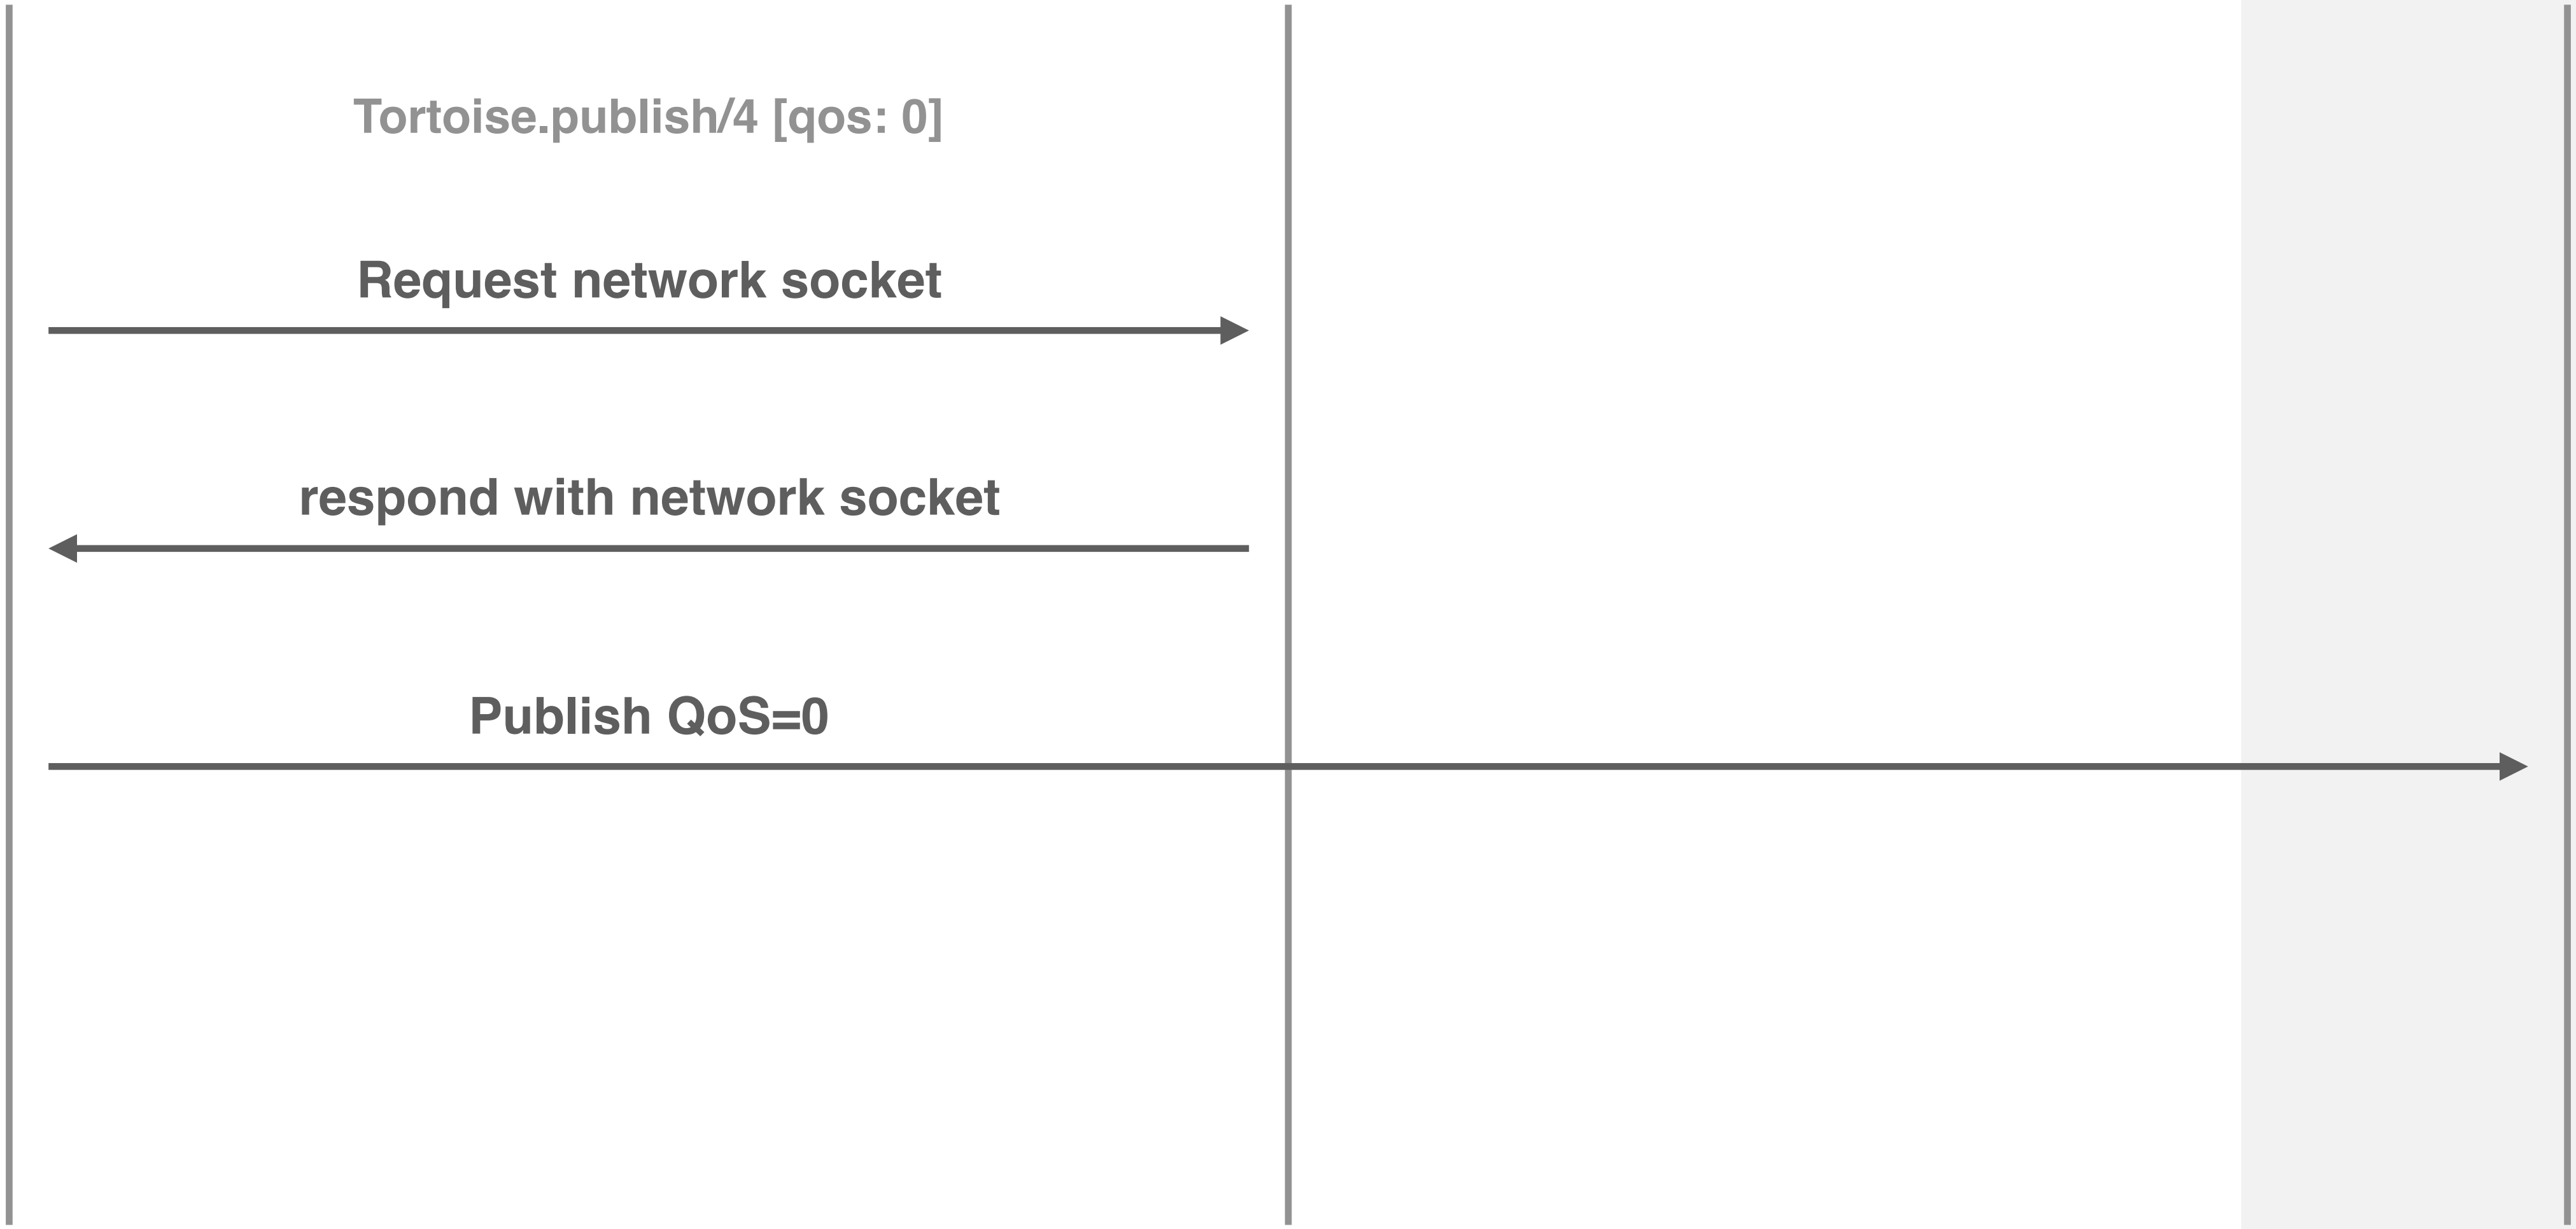 Tortoise.publish/4 [qos: 0]
Request network socket
respond with network socket
Publish QoS=0